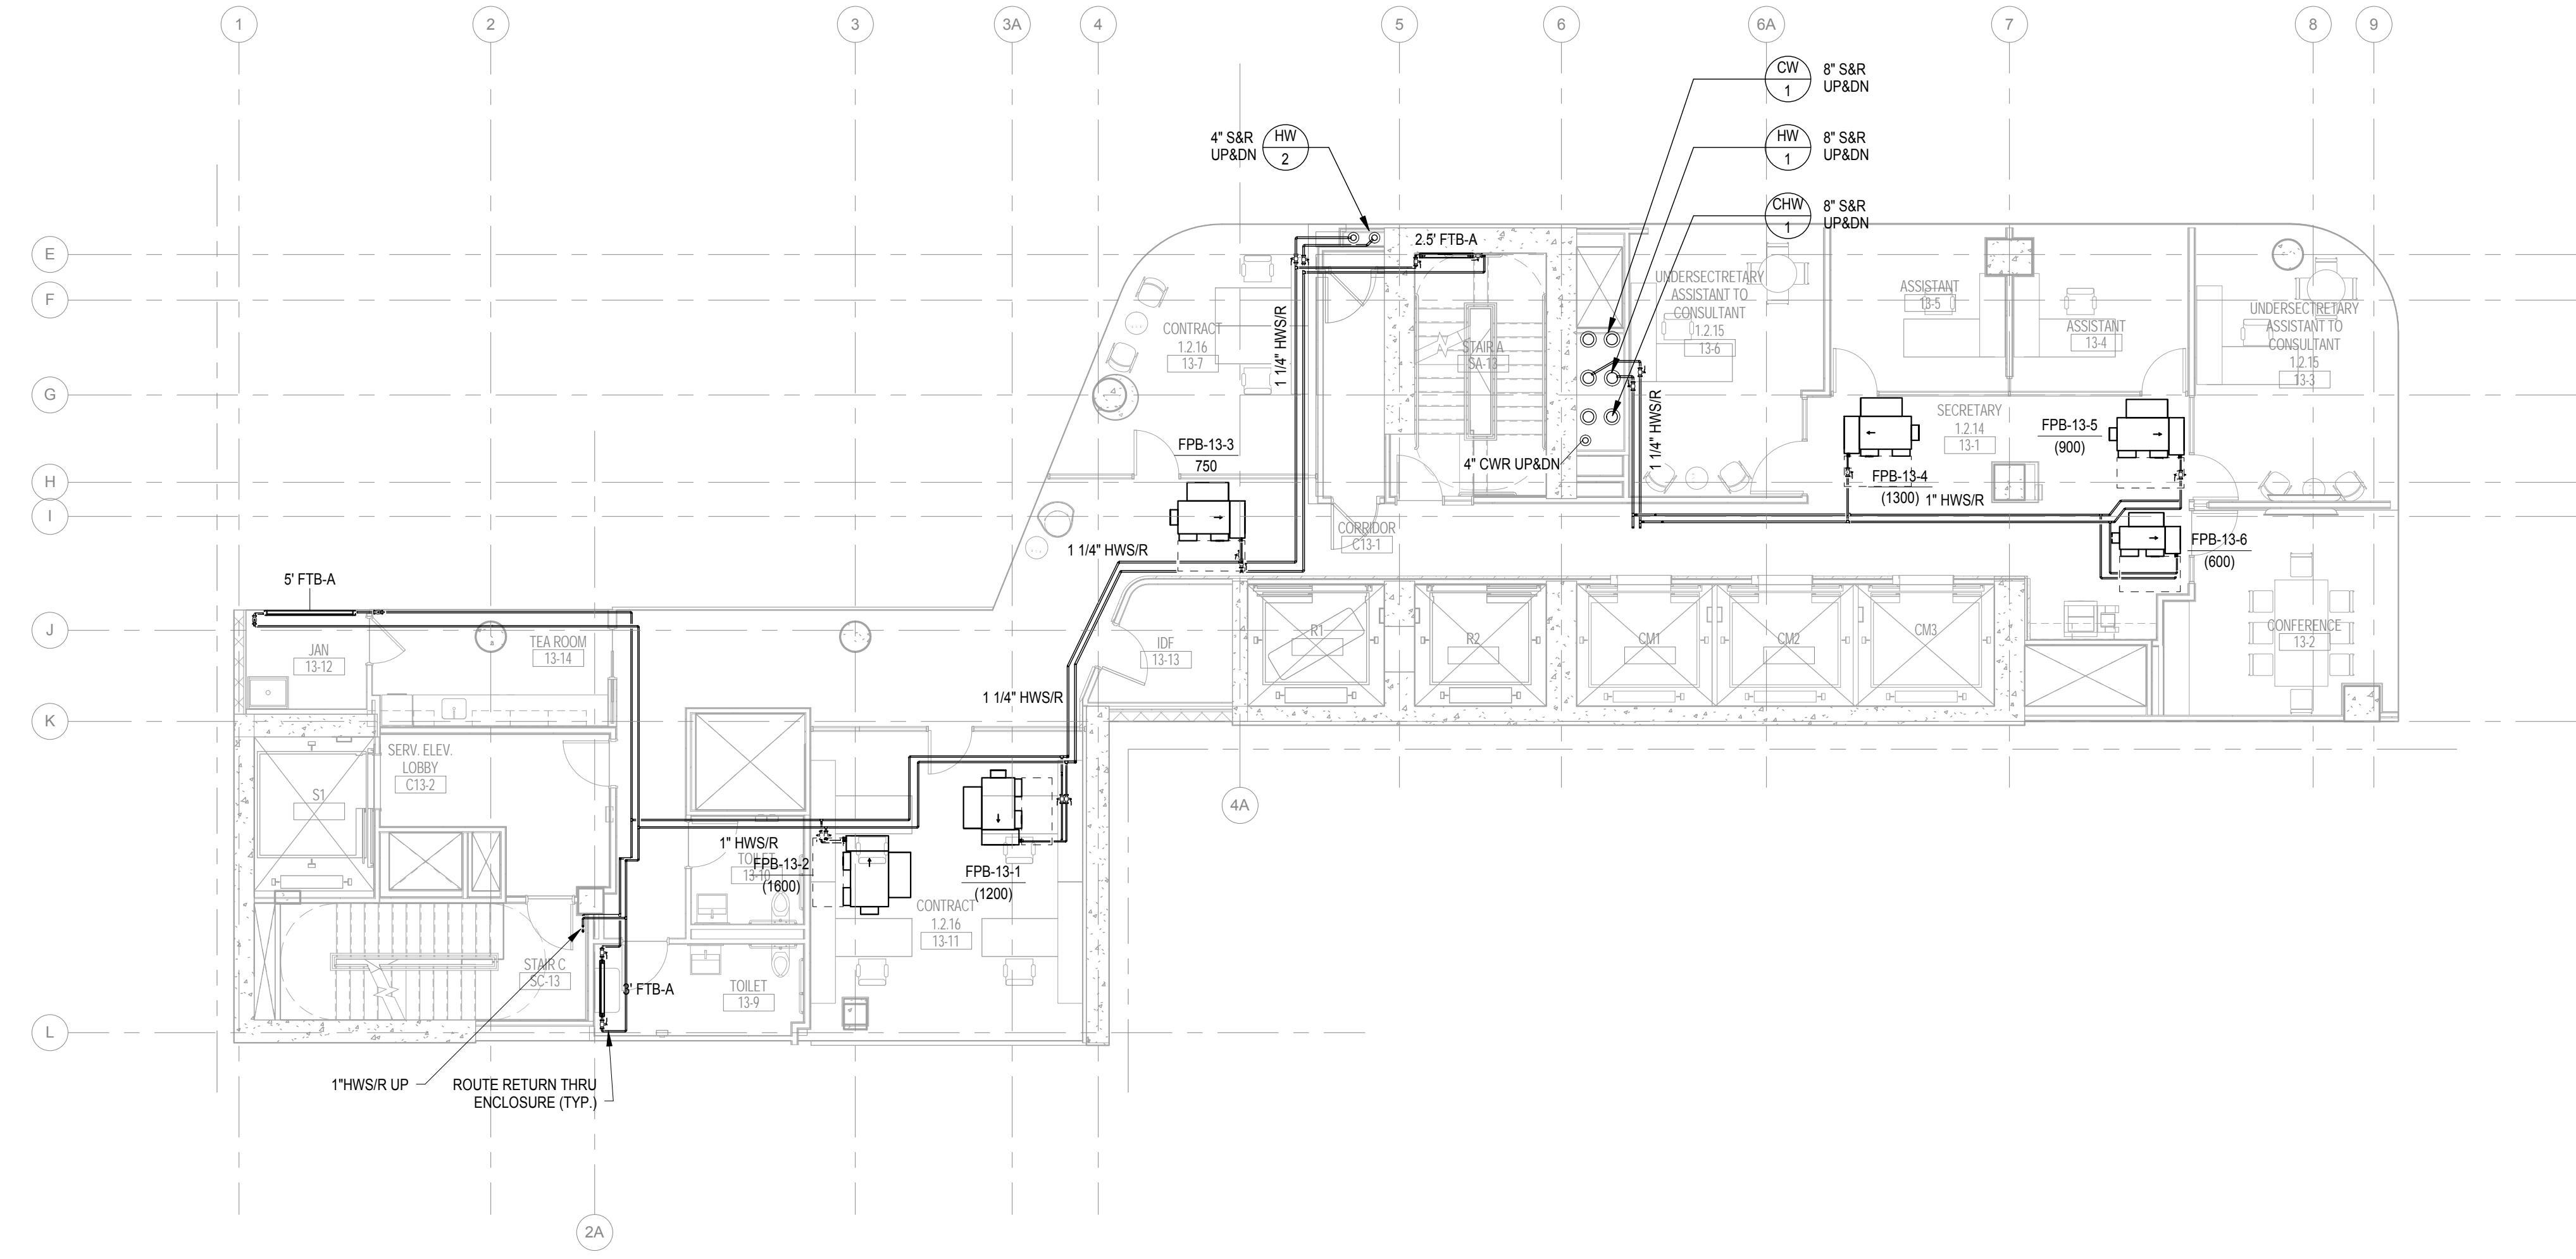 1
2
3
3A
4
5
6
6A
7
8
9
CW
1
8" S&R
UP&DN
HW
1
8" S&R
UP&DN
CHW
1
8" S&R
UP&DN
4" S&R
UP&DN
HW
2
E
F
G
H
I
J
K
L
2.5' FTB-A
1 1/4" HWS/R
CONTRACT
1.2.16
13-7
STAIR A
SA-13
UNDERSECTRETARY
ASSISTANT TO
CONSULTANT
1.2.15
13-6
ASSISTANT
13-5
ASSISTANT
13-4
UNDERSECTRETARY
ASSISTANT TO
CONSULTANT
1.2.15
13-3
1 1/4" HWS/R
SECRETARY
1.2.14
13-1
FPB-13-3
750
4" CWR UP&DN
FPB-13-4
(1300)
1" HWS/R
FPB-13-5
(900)
FPB-13-6
(600)
CORRIDOR
C13-1
1 1/4" HWS/R
5' FTB-A
JAN
13-12
TEA ROOM
13-14
IDF
13-13
R1
R2
CM1
CM2
CM3
CONFERENCE
13-2
1 1/4" HWS/R
SERV. ELEV.
LOBBY
C13-2
S1
4A
1" HWS/R
TOILET
13-10
FPB-13-2
(1600)
FPB-13-1
(1200)
CONTRACT
1.2.16
13-11
STAIR C
SC-13
3' FTB-A
TOILET
13-9
1"HWS/R UP
ROUTE RETURN THRU
ENCLOSURE (TYP.)
2A